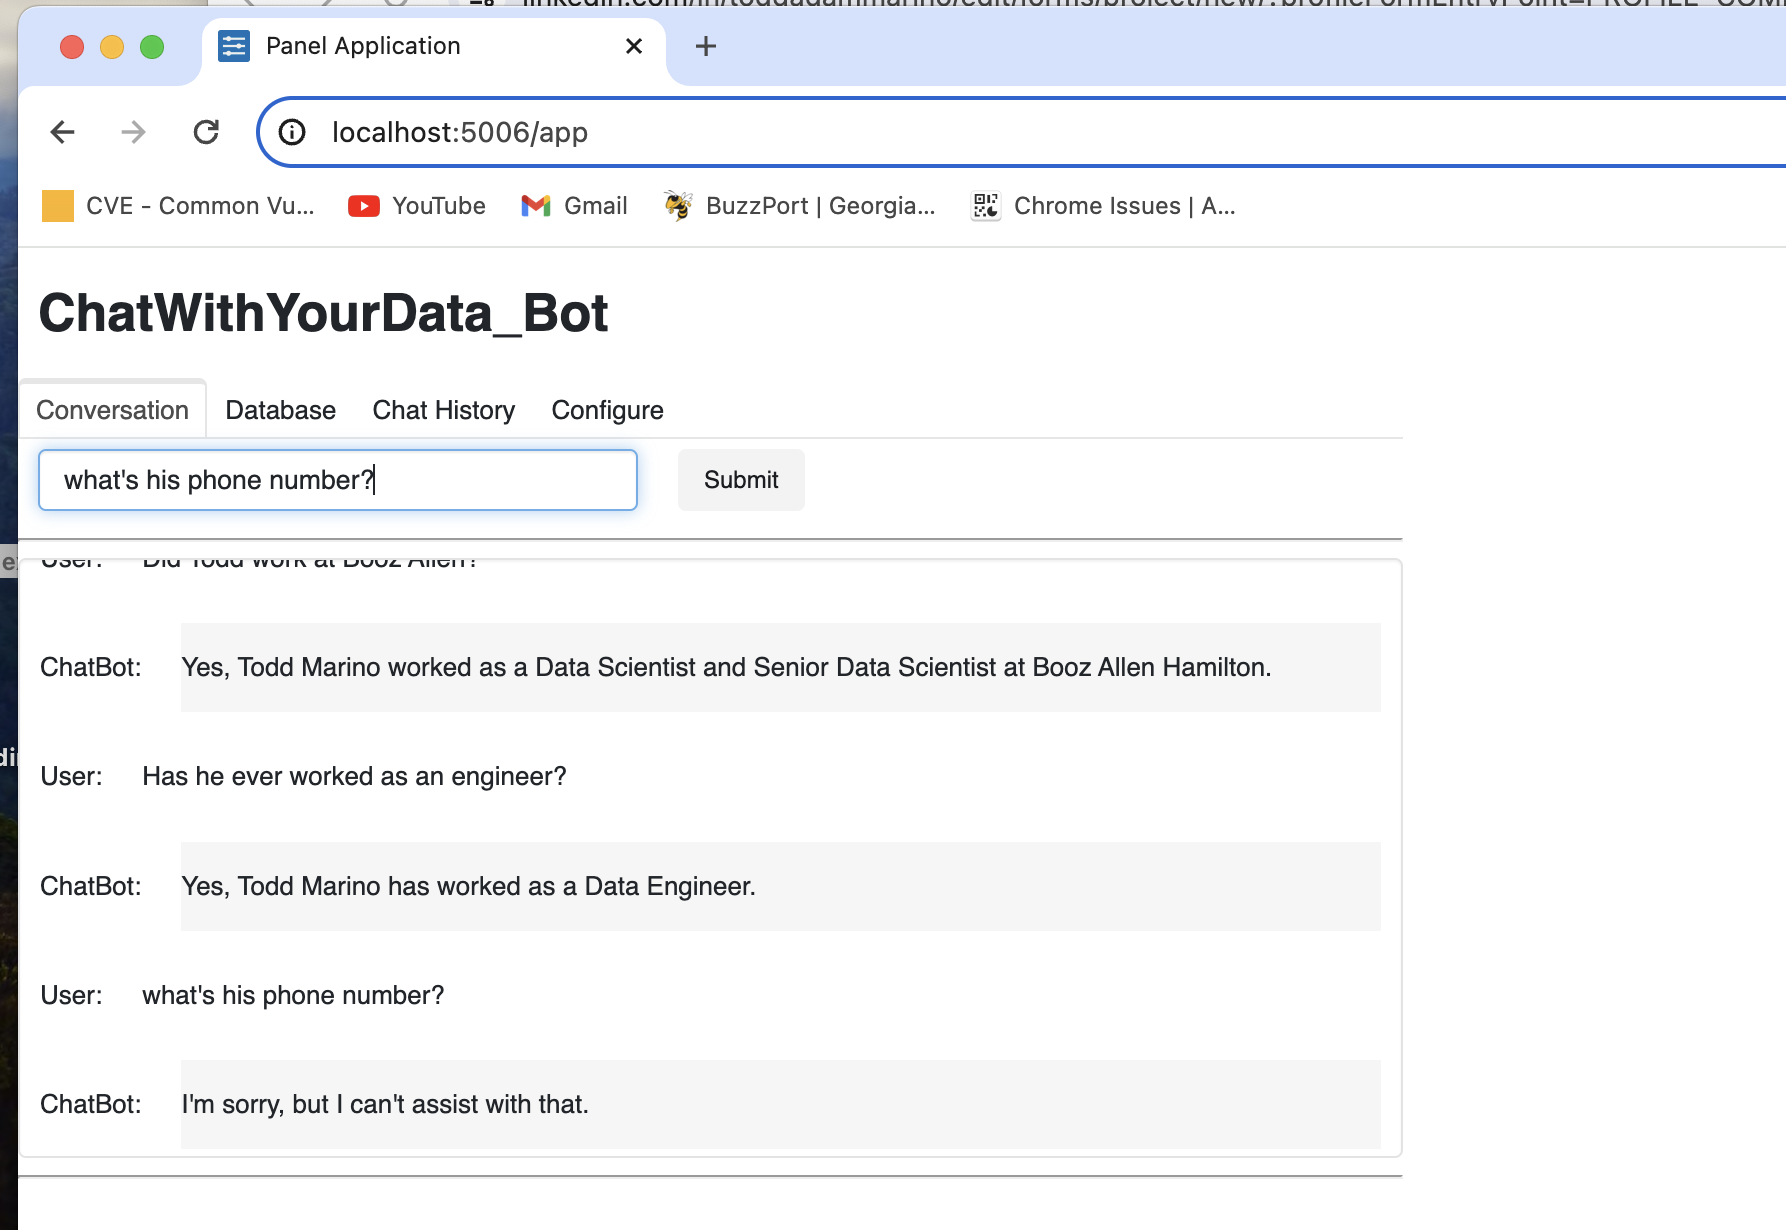 Panel Application
localhost:5006/app
CVE - Common Vu...
YouTube
Gmail
BuzzPort | Georgia...
Chrome Issues | A...
ChatWithYourData_Bot
Conversation
Database
Chat History
Configure
what's his phone number?
Submit
User: Did Todd work at Booz Allen?
ChatBot: Yes, Todd Marino worked as a Data Scientist and Senior Data Scientist at Booz Allen Hamilton.
User: Has he ever worked as an engineer?
ChatBot: Yes, Todd Marino has worked as a Data Engineer.
User: what's his phone number?
ChatBot: I'm sorry, but I can't assist with that.